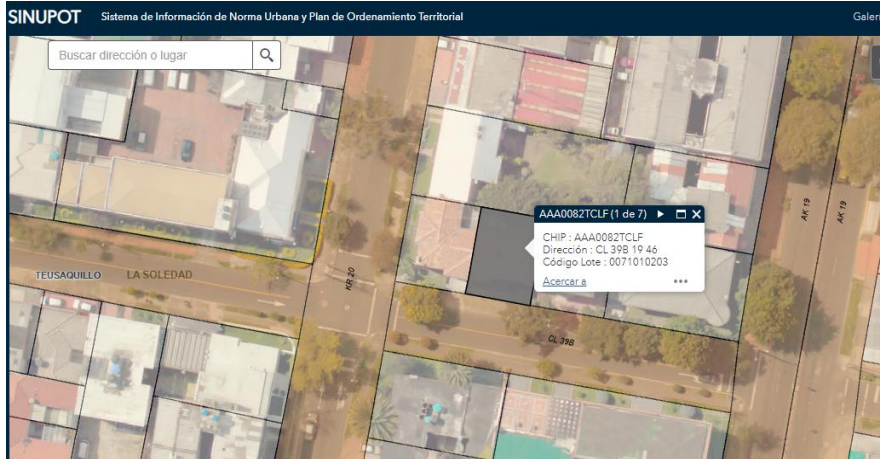 SINUPOT Sistema de Información de Norma Urbana y Plan de Ordenamiento Territorial
Buscar dirección o lugar
AAA0082TCLF (1 de 7)
CHIP : AAA0082TCLF
Dirección : CL 39B 19 46
Código Lote : 0071010203
Acercar a
AK 19
AK 19
TEUSAQUILLO
LA SOLEDAD
KR 20
CL 39B